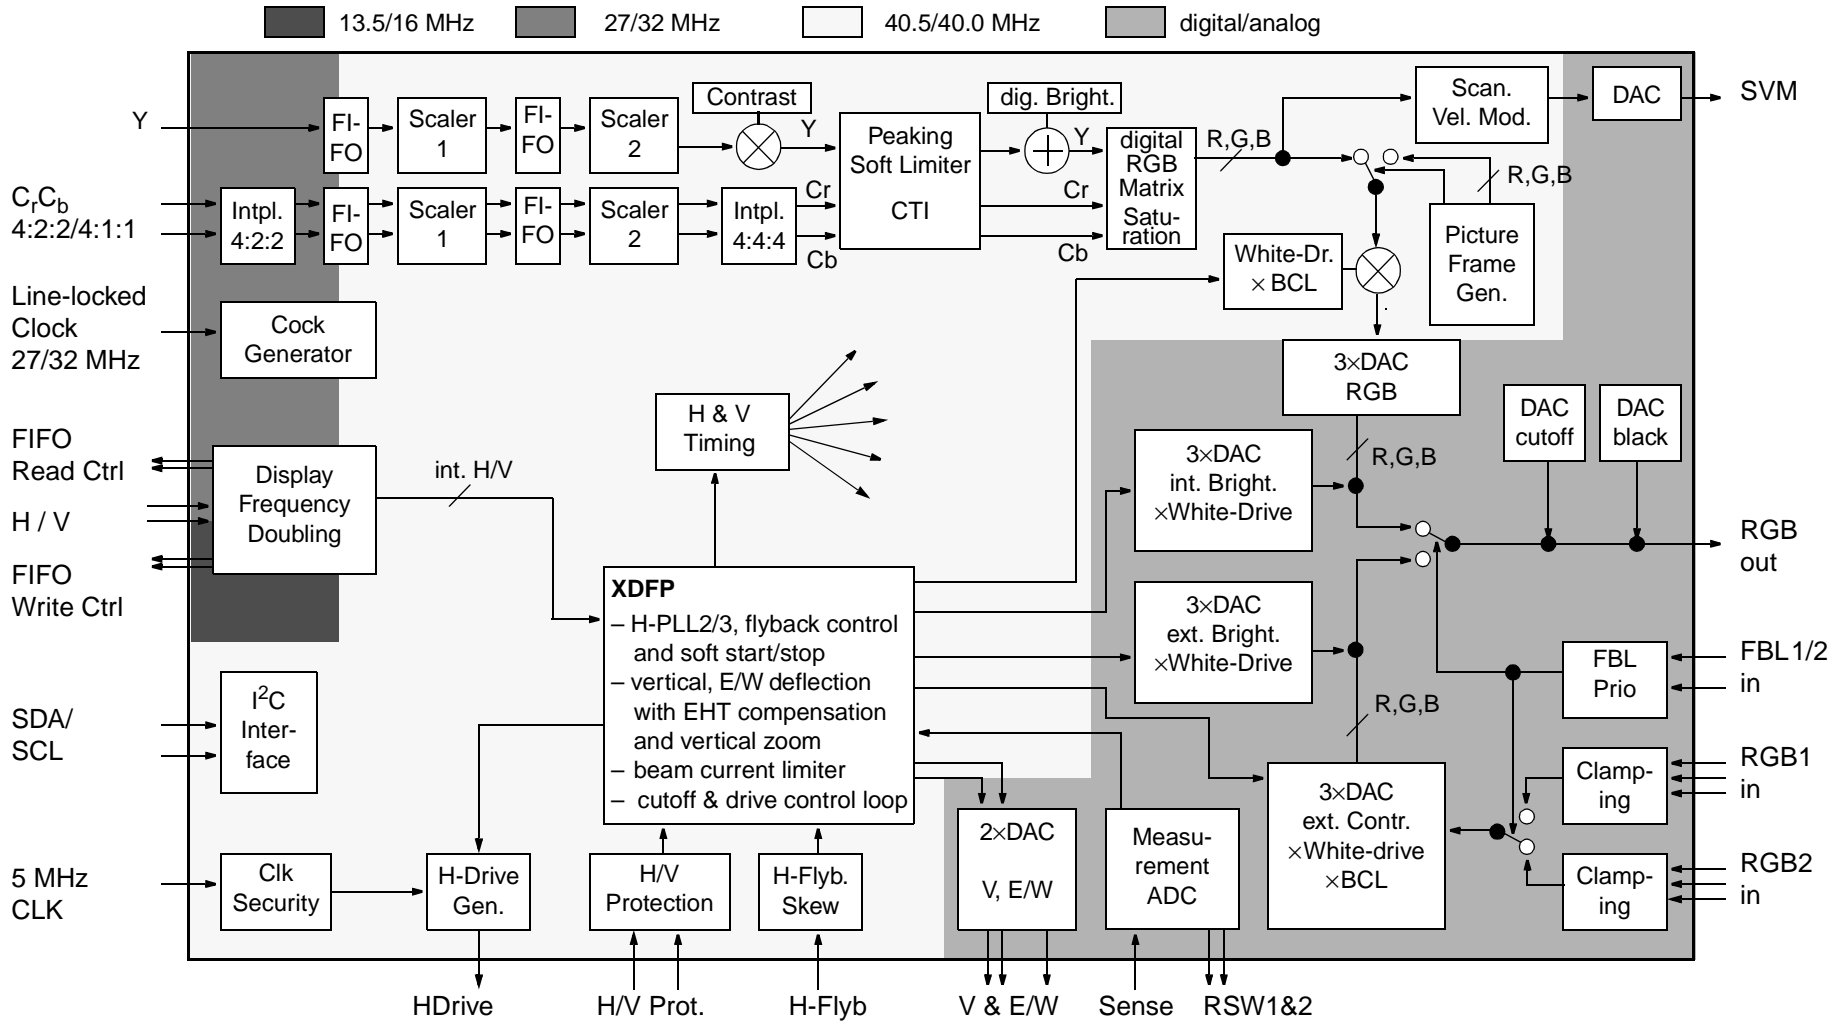 13.5/16 MHz
27/32 MHz
40.5/40.0 MHz
digital/analog
Y
FI-
FO
Scaler
1
FI-
FO
Scaler
2
Contrast
Y
Peaking
Soft Limiter
CTI
dig. Bright.
Y
digital
RGB
Matrix
Satu-
ration
R,G,B
Scan.
Vel. Mod.
DAC
SVM
CrCb
4:2:2/4:1:1
Intpl.
4:2:2
FI-
FO
Scaler
1
FI-
FO
Scaler
2
Intpl.
4:4:4
Cr
Cb
Cr
Cb
R,G,B
White-Dr.
× BCL
Picture
Frame
Gen.
Line-locked
Clock
27/32 MHz
Cock
Generator
3×DAC
RGB
H & V
Timing
R,G,B
DAC
cutoff
DAC
black
FIFO
Read Ctrl
H / V
FIFO
Write Ctrl
Display
Frequency
Doubling
int. H/V
3×DAC
int. Bright.
×White-Drive
RGB
out
XDFP
– H-PLL2/3, flyback control
and soft start/stop
– vertical, E/W deflection
with EHT compensation
and vertical zoom
– beam current limiter
– cutoff & drive control loop
3×DAC
ext. Bright.
×White-Drive
R,G,B
FBL
Prio
FBL1/2
in
SDA/
SCL
I2C
Inter-
face
Clamp-
ing
RGB1
in
3×DAC
ext. Contr.
×White-drive
×BCL
Clamp-
ing
RGB2
in
5 MHz
CLK
Clk
Security
H-Drive
Gen.
H/V
Protection
H-Flyb.
Skew
2×DAC
V, E/W
Measu-
rement
ADC
HDrive
H/V Prot.
H-Flyb
V & E/W
Sense
RSW1&2